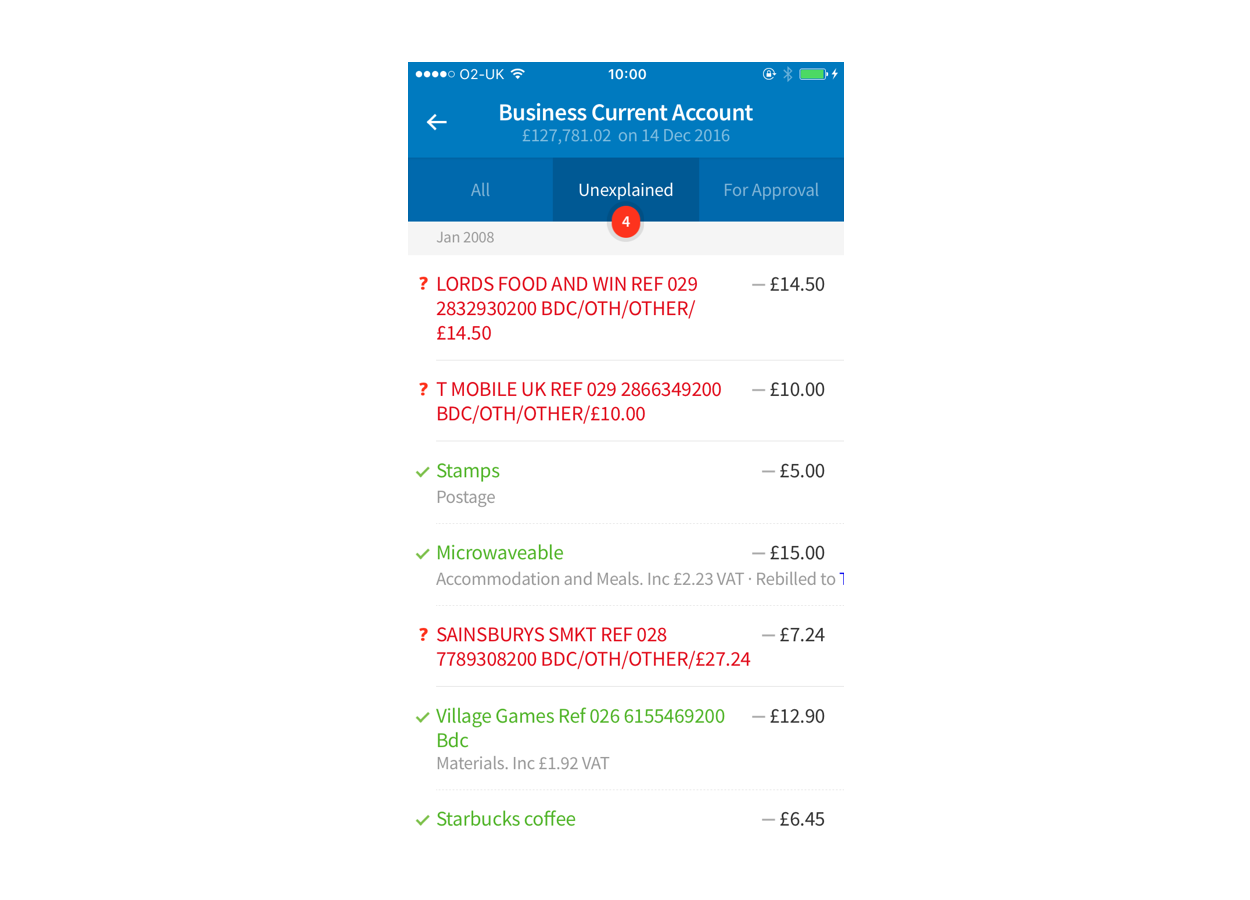 O2-UK 10:00
Business Current Account
£127,781.02 on 14 Dec 2016
All Unexplained For Approval
4
Jan 2008
? LORDS FOOD AND WIN REF 029 — £14.50
2832930200 BDC/OTH/OTHER/
£14.50
? T MOBILE UK REF 029 2866349200 — £10.00
BDC/OTH/OTHER/£10.00
Stamps — £5.00
Postage
Microwaveable — £15.00
Accommodation and Meals. Inc £2.23 VAT · Rebilled to T
? SAINSBURYS SMKT REF 028 — £7.24
7789308200 BDC/OTH/OTHER/£27.24
Village Games Ref 026 6155469200 — £12.90
Bdc
Materials. Inc £1.92 VAT
Starbucks coffee — £6.45